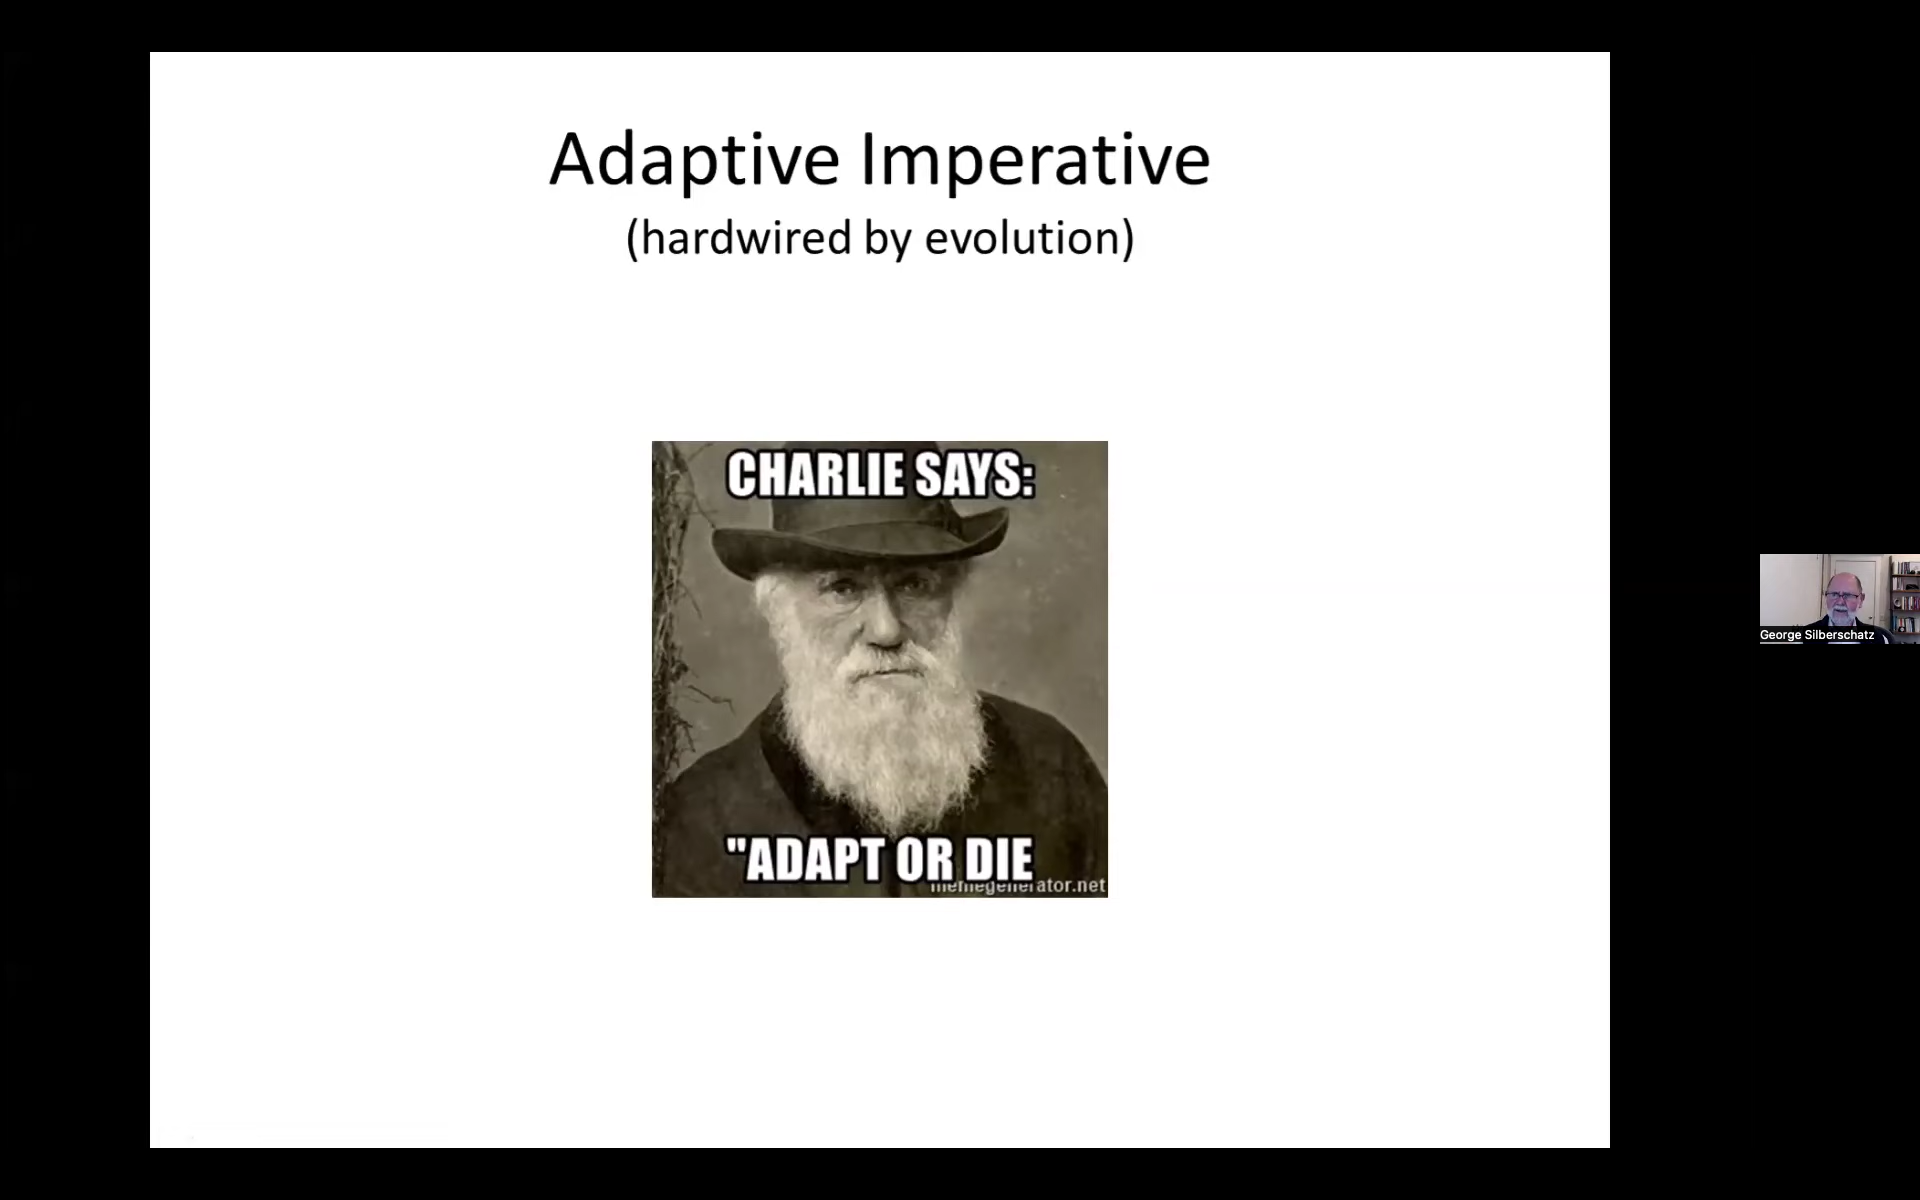 Adaptive Imperative
(hardwired by evolution)
CHARLIE SAYS:
"ADAPT OR DIE
memegenerator.net
George Silberschatz